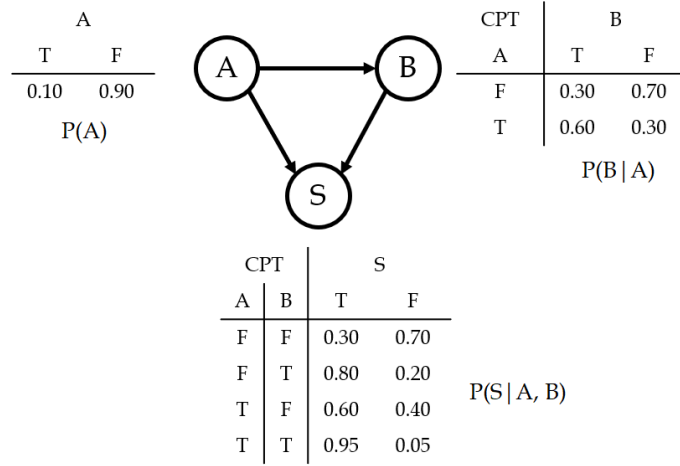 A
T F
0.10 0.90
P(A)
A
B
S
CPT B
A T F
F 0.30 0.70
T 0.60 0.30
P(B|A)
CPT S
A B T F
F F 0.30 0.70
F T 0.80 0.20
T F 0.60 0.40
T T 0.95 0.05
P(S|A, B)